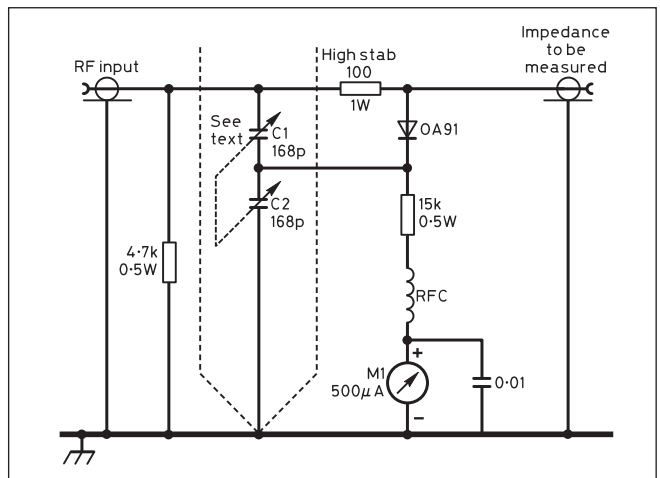 RF input
High stab
100
1W
Impedance
to be
measured
See
text
C1
168p
OA91
C2
168p
15k
0·5W
4·7k
0·5W
RFC
+
M1
500μA
0·01
−